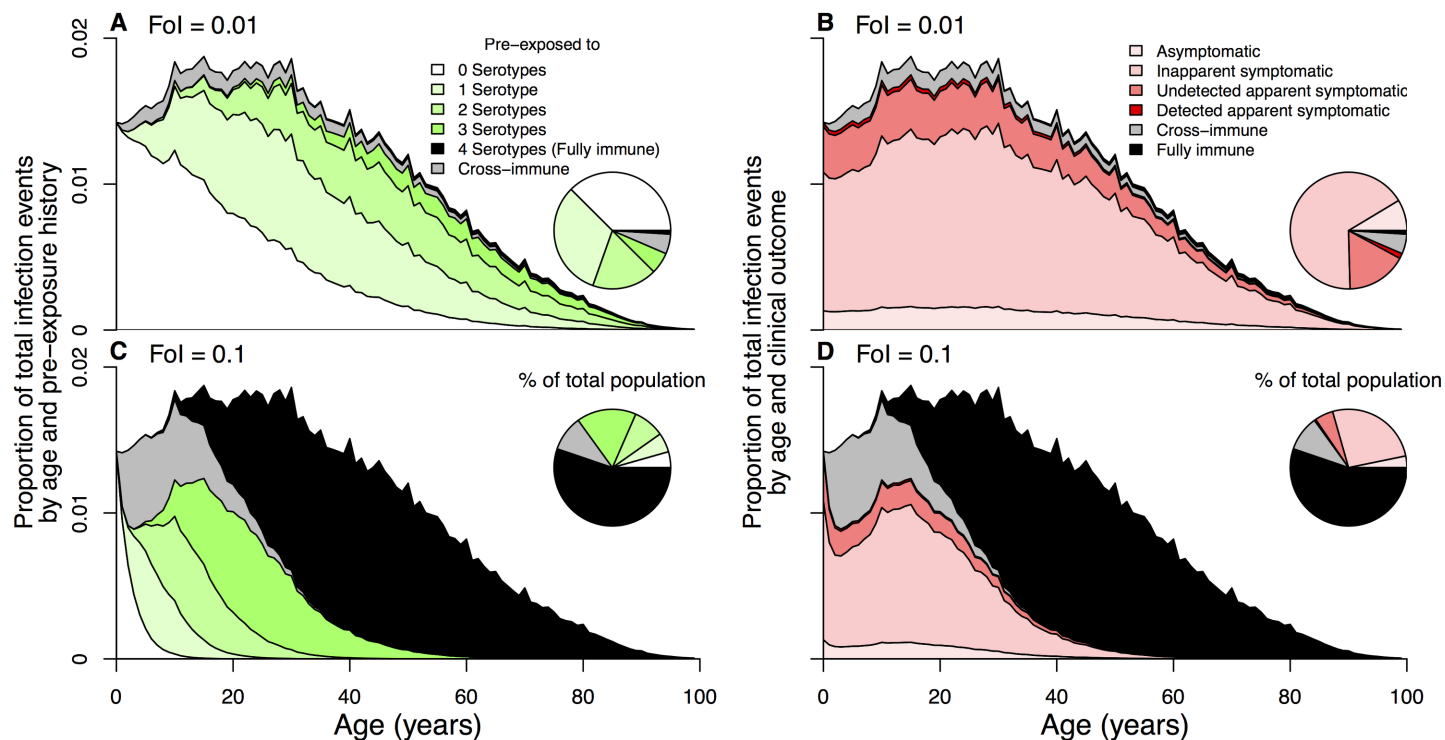 A FoI = 0.01
Pre−exposed to
0 Serotypes
1 Serotype
2 Serotypes
3 Serotypes
4 Serotypes (Fully immune)
Cross−immune
0.02
0.01
0
B FoI = 0.01
Asymptomatic
Inapparent symptomatic
Undetected apparent symptomatic
Detected apparent symptomatic
Cross−immune
Fully immune
0.02
0.01
0
Proportion of total infection events
by age and pre−exposure history
Proportion of total infection events
by age and clinical outcome
C FoI = 0.1
% of total population
0.02
0.01
0
0 20 40 60 80 100
Age (years)
D FoI = 0.1
% of total population
0 20 40 60 80 100
Age (years)